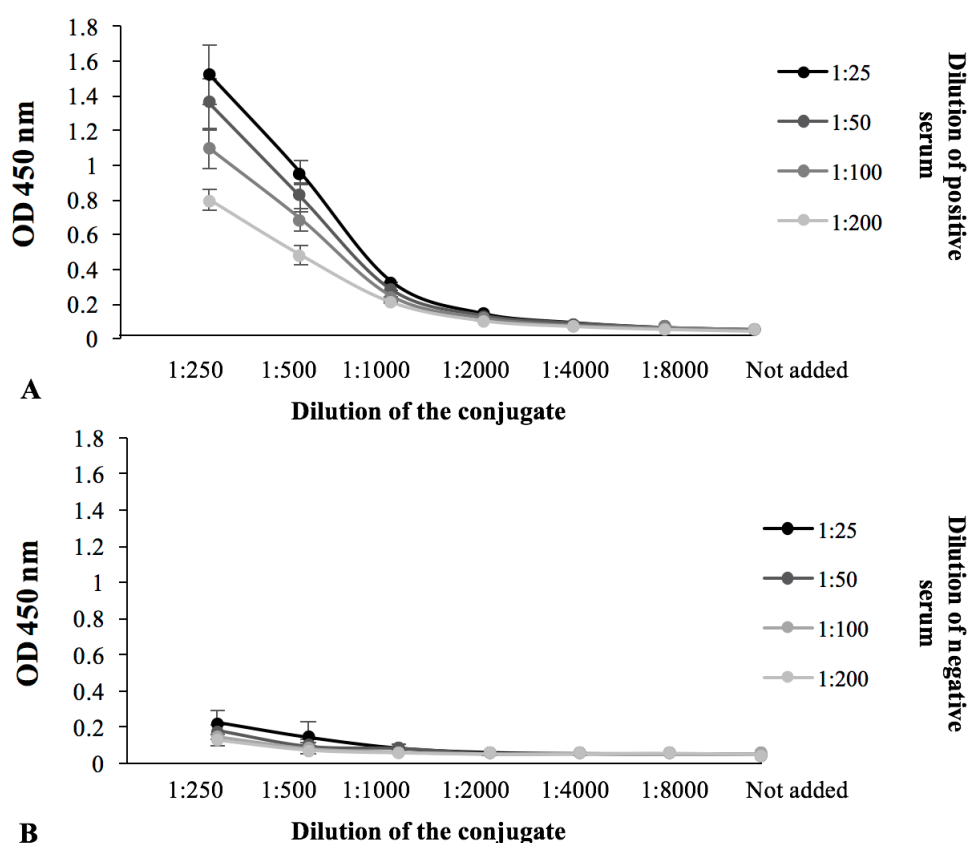 1.8
1.6
1.4
1.2
1
0.8
0.6
0.4
0.2
0
OD 450 nm
1:25
1:50
1:100
1:200
Dilution of positive
serum
1:250 1:500 1:1000 1:2000 1:4000 1:8000 Not added
A
Dilution of the conjugate
1.8
1.6
1.4
1.2
1
0.8
0.6
0.4
0.2
0
OD 450 nm
1:25
1:50
1:100
1:200
Dilution of negative
serum
1:250 1:500 1:1000 1:2000 1:4000 1:8000 Not added
B
Dilution of the conjugate